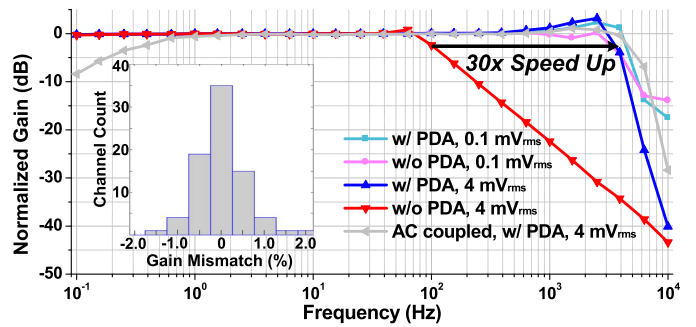 Normalized Gain (dB)
0
-10
-20
-30
-40
-50
30x Speed Up
Channel Count
40
30
20
10
-2.0 -1.0 0 1.0 2.0
Gain Mismatch (%)
w/ PDA, 0.1 mVrms
w/o PDA, 0.1 mVrms
w/ PDA, 4 mVrms
w/o PDA, 4 mVrms
AC coupled, w/ PDA, 4 mVrms
10-1 100 101 102 103 104
Frequency (Hz)